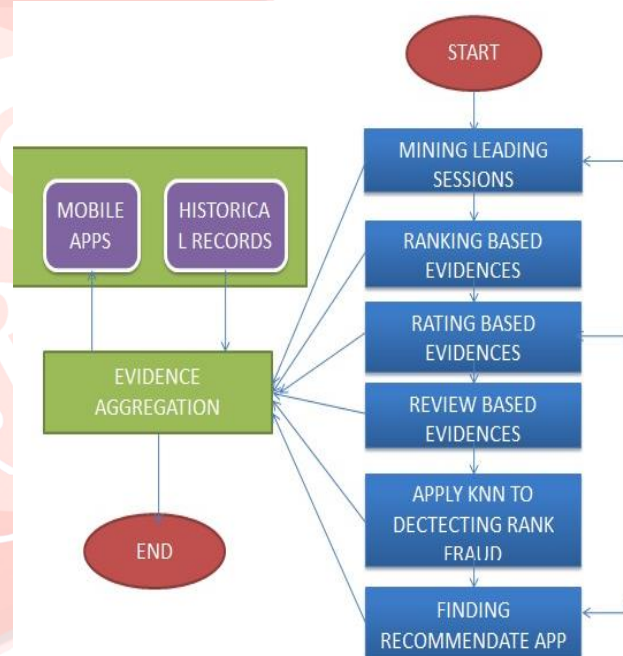 START
MINING LEADING
SESSIONS
MOBILE
APPS
HISTORICA
L RECORDS
RANKING BASED
EVIDENCES
RATING BASED
EVIDENCES
EVIDENCE
AGGREGATION
REVIEW BASED
EVIDENCES
APPLY KNN TO
DECTECTING RANK
FRAUD
END
FINDING
RECOMMENDATE APP